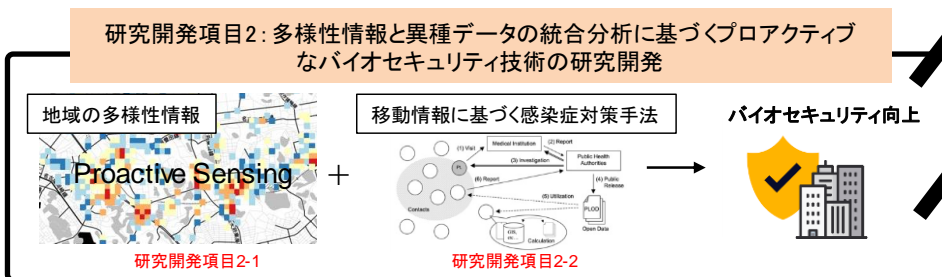 研究開発項目2：多様性情報と異種データの統合分析に基づくプロアクティブ
なバイオセキュリティ技術の研究開発
地域の多様性情報
Proactive Sensing
研究開発項目2-1
+
移動情報に基づく感染症対策手法
(1) Visit
Medical Institution
(2) Report
Public Health
Authorities
(3) Investigation
Pt
(6) Report
(4) Public
Release
(5) Utilization
Contacts
PLOD
Open Data
GIS,
Calculation
研究開発項目2-2
バイオセキュリティ向上